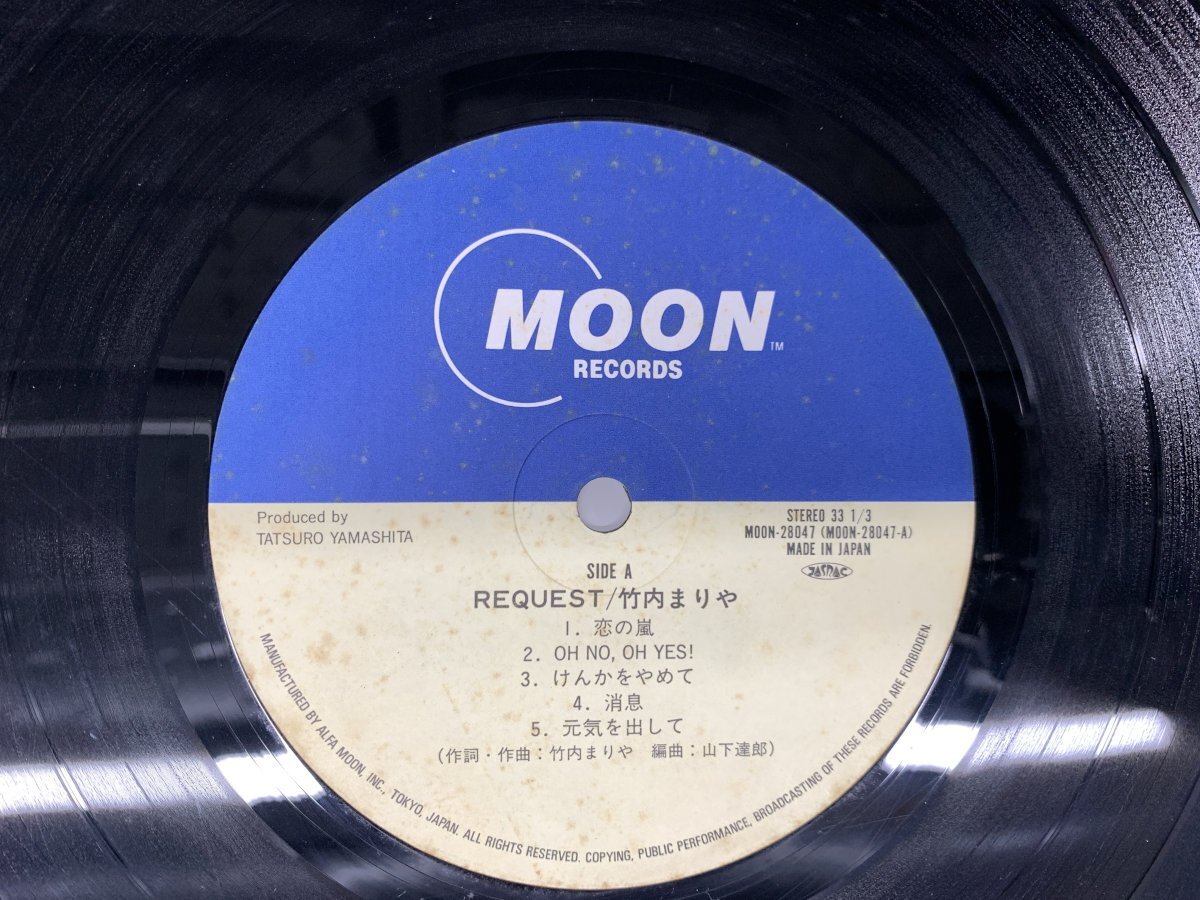 MOON™
RECORDS
Produced by
TATSURO YAMASHITA
STEREO 33 1/3
MOON-28047 (MOON-28047-A)
MADE IN JAPAN
JASRAC
SIDE A
REQUEST/竹内まりや
1. 恋の嵐
2. OH NO, OH YES!
3. けんかをやめて
4. 消息
5. 元気を出して
(作詞・作曲:竹内まりや 編曲:山下達郎)
MANUFACTURED BY ALFA MOON, INC., TOKYO, JAPAN. ALL RIGHTS RESERVED. COPYING, PUBLIC PERFORMANCE, BROADCASTING OF THESE RECORDS ARE FORBIDDEN.